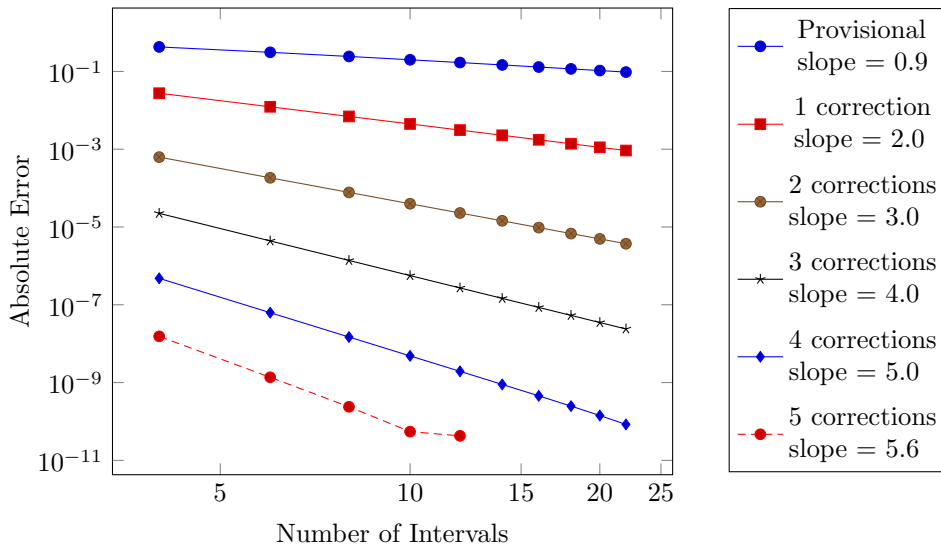 Absolute Error
10⁻¹
10⁻³
10⁻⁵
10⁻⁷
10⁻⁹
10⁻¹¹
5
10
15
20
25
Number of Intervals
Provisional
slope = 0.9
1 correction
slope = 2.0
2 corrections
slope = 3.0
3 corrections
slope = 4.0
4 corrections
slope = 5.0
5 corrections
slope = 5.6